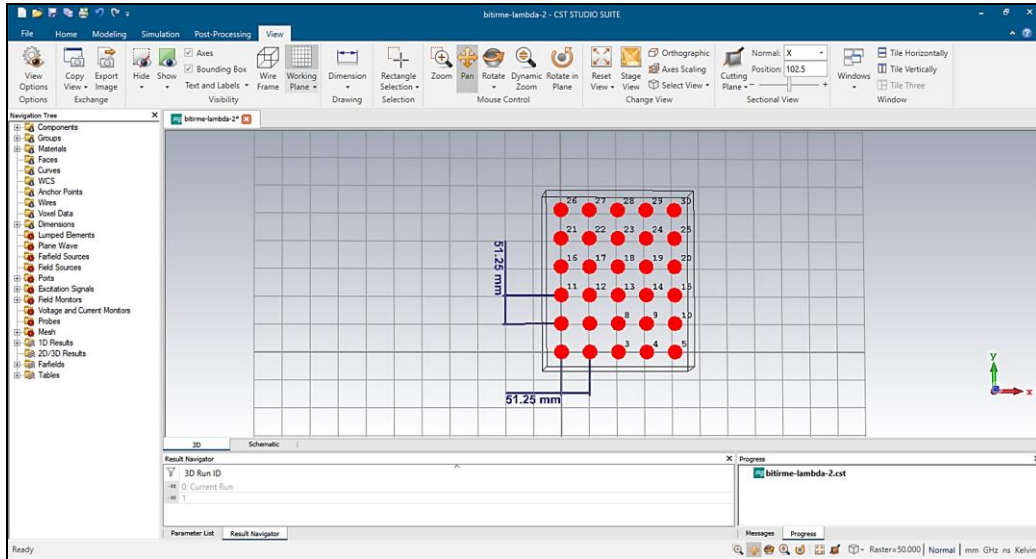 bitirme-lambda-2 - CST STUDIO SUITE
File Home Modeling Simulation Post-Processing View
View Options
Options
Copy View
Export Image
Exchange
Hide
Show
Axes
Bounding Box
Text and Labels
Visibility
Wire Frame
Working Plane
Dimension
Drawing
Rectangle Selection
Selection
Zoom
Pan
Rotate
Dynamic Zoom
Rotate in Plane
Mouse Control
Reset View
Stage View
Orthographic
Axes Scaling
Select View
Change View
Cutting Plane
Normal: X
Position: 102.5
Sectional View
Windows
Tile Horizontally
Tile Vertically
Tile Three
Window
Navigation Tree
Components
Groups
Materials
Faces
Curves
WCS
Anchor Points
Wires
Voxel Data
Dimensions
Lumped Elements
Plane Wave
Farfield Sources
Field Sources
Ports
Excitation Signals
Field Monitors
Voltage and Current Monitors
Probes
Mesh
1D Results
2D/3D Results
Farfields
Tables
bitirme-lambda-2*
26 27 28 29 30
21 22 23 24 25
16 17 18 19 20
11 12 13 14 15
8 9 10
3 4 5
51.25 mm
51.25 mm
y
x
3D Schematic
Result Navigator
3D Run ID
0: Current Run
1
Parameter List Result Navigator
Progress
bitirme-lambda-2.cst
Messages Progress
Ready
Raster=50.000 Normal mm GHz ns Kelvin